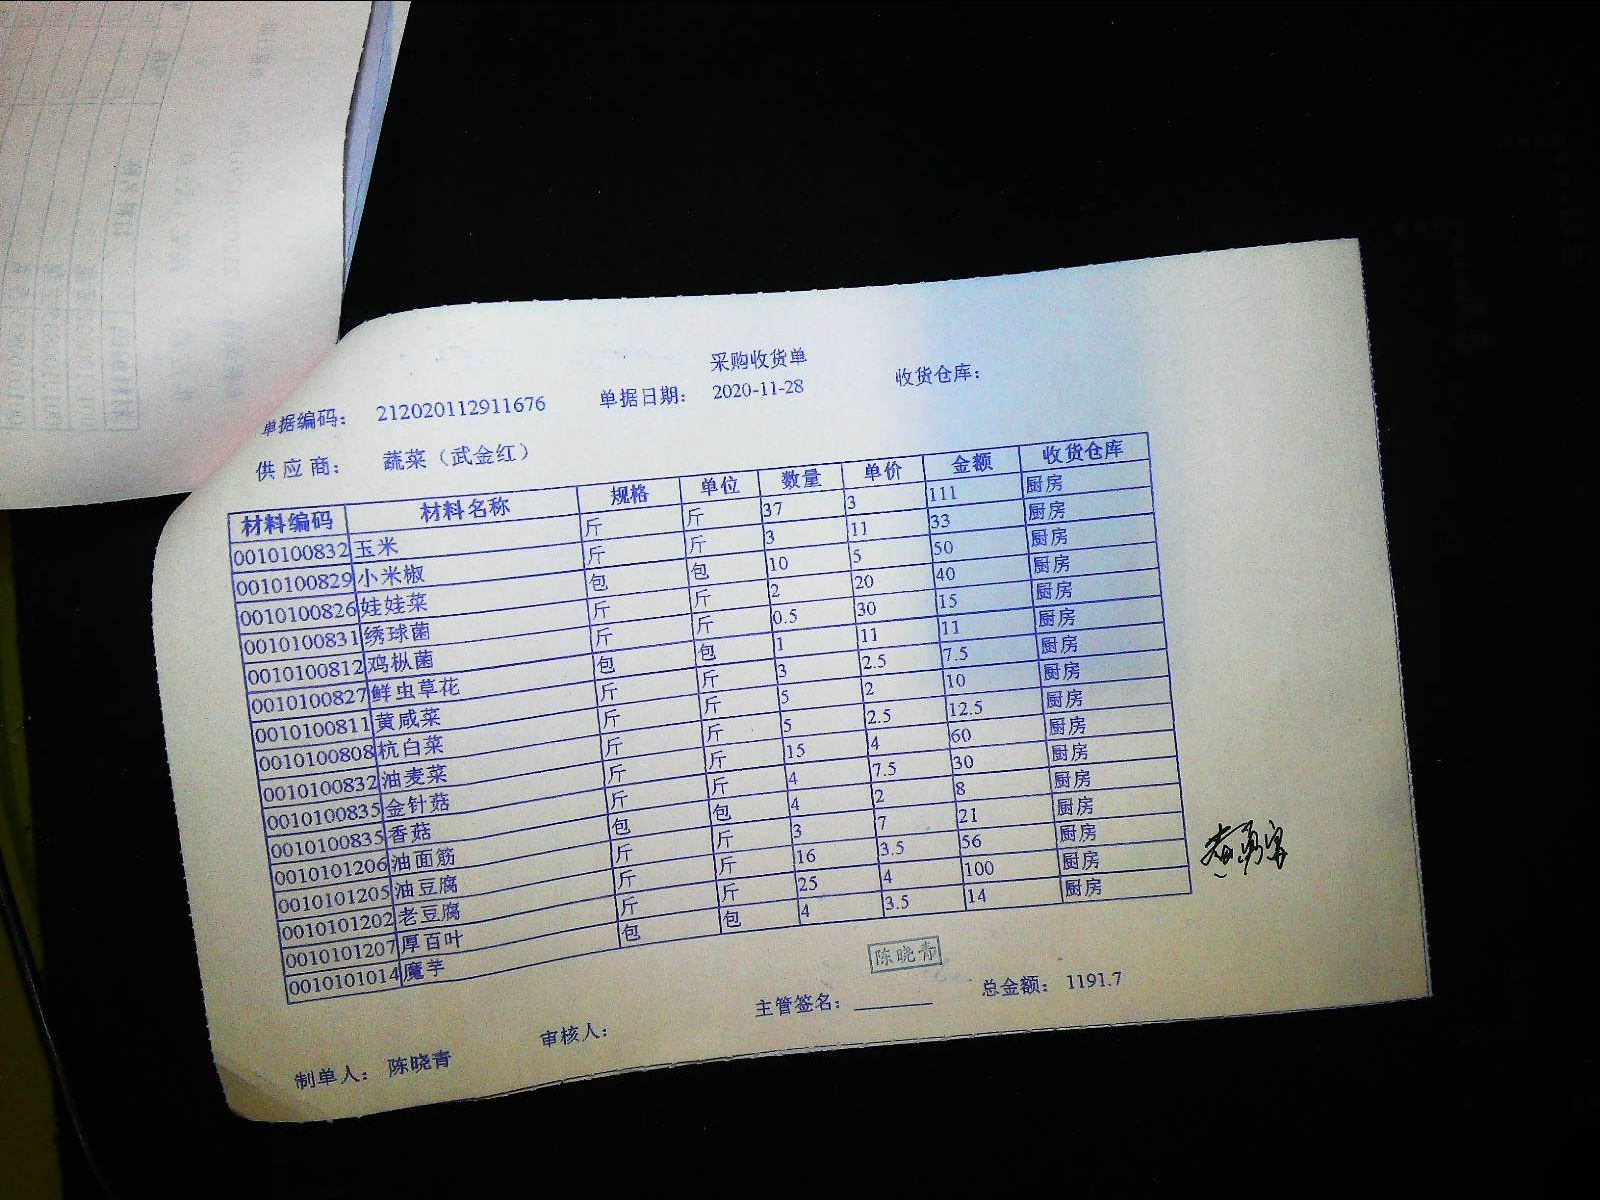 采购收货单
单据编码: 212020112911676 单据日期: 2020-11-28 收货仓库:
供应商: 蔬菜（武金红）
材料编码 材料名称 规格 单位 数量 单价 金额 收货仓库
0010100832 玉米 斤 斤 37 3 111 厨房
0010100829 小米椒 斤 斤 3 11 33 厨房
0010100826 娃娃菜 包 包 10 5 50 厨房
0010100831 绣球菌 斤 斤 2 20 40 厨房
0010100812 鸡枞菌 斤 斤 0.5 30 15 厨房
0010100827 鲜虫草花 包 包 1 11 11 厨房
0010100811 黄咸菜 斤 斤 3 2.5 7.5 厨房
0010100808 杭白菜 斤 斤 5 2 10 厨房
0010100832 油麦菜 斤 斤 5 2.5 12.5 厨房
0010100835 金针菇 斤 斤 15 4 60 厨房
0010100835 香菇 斤 斤 4 7.5 30 厨房
0010101206 油面筋 包 包 4 2 8 厨房
0010101205 油豆腐 斤 斤 3 7 21 厨房
0010101202 老豆腐 斤 斤 16 3.5 56 厨房
0010101207 厚百叶 斤 斤 25 4 100 厨房
0010101014 魔芋 包 包 4 3.5 14 厨房
陈晓青
制单人: 陈晓青 审核人: 主管签名: 总金额: 1191.7